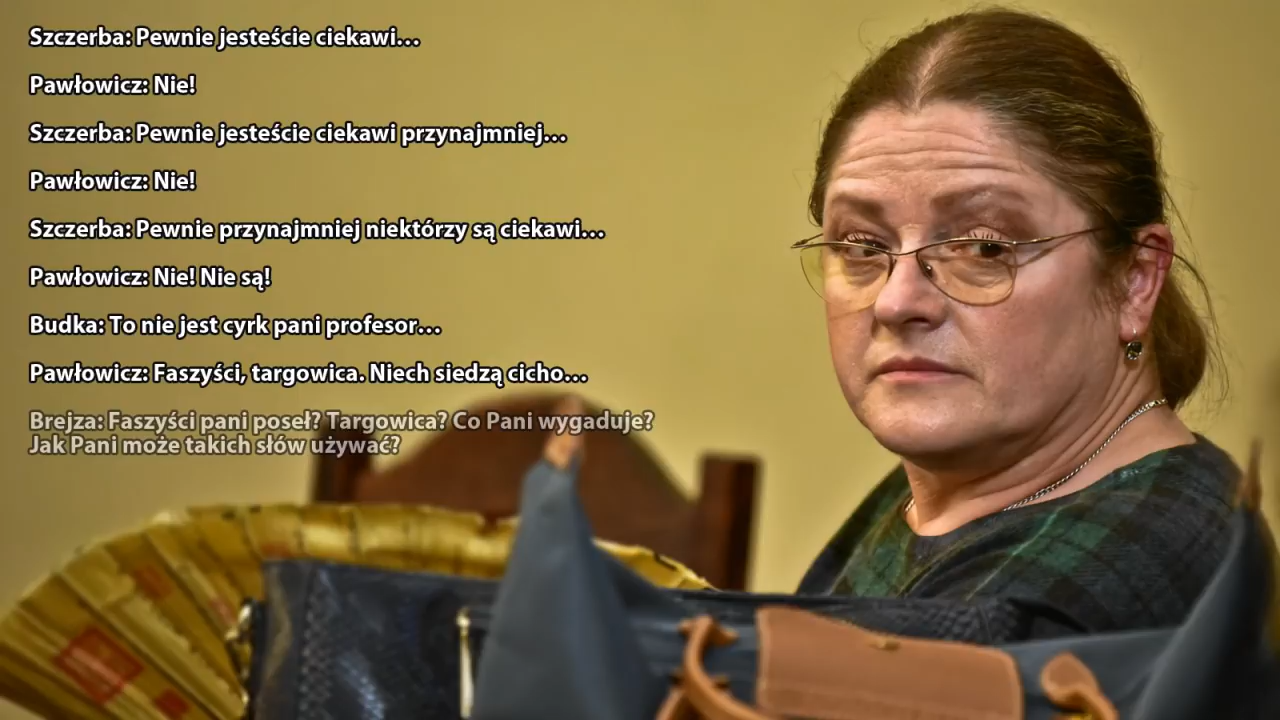 Szczerba: Pewnie jesteście ciekawi…
Pawłowicz: Nie!
Szczerba: Pewnie jesteście ciekawi przynajmniej…
Pawłowicz: Nie!
Szczerba: Pewnie przynajmniej niektórzy są ciekawi…
Pawłowicz: Nie! Nie są!
Budka: To nie jest cyrk pani profesor…
Pawłowicz: Faszyści, targowica. Niech siedzą cicho…
Brejza: Faszyści pani poseł? Targowica? Co Pani wygaduje?
Jak Pani może takich słów używać?